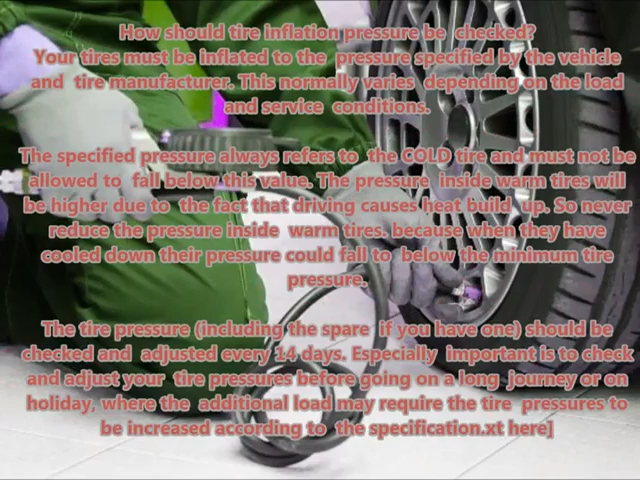 How should tire inflation pressure be checked?
Your tires must be inflated to the pressure specified by the vehicle
and tire manufacturer. This normally varies depending on the load
and service conditions.
The specified pressure always refers to the COLD tire and must not be
allowed to fall below this value. The pressure inside warm tires will
be higher due to the fact that driving causes heat build up. So never
reduce the pressure inside warm tires. because when they have
cooled down their pressure could fall to below the minimum tire
pressure.
The tire pressure (including the spare if you have one) should be
checked and adjusted every 14 days. Especially important is to check
and adjust your tire pressures before going on a long journey or on
holiday, where the additional load may require the tire pressures to
be increased according to the specification.xt here]